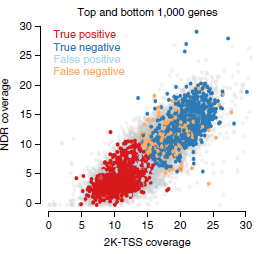 Top and bottom 1,000 genes
30
25
20
15
10
5
0
NDR coverage
True positive
True negative
False positive
False negative
0 5 10 15 20 25 30
2K-TSS coverage